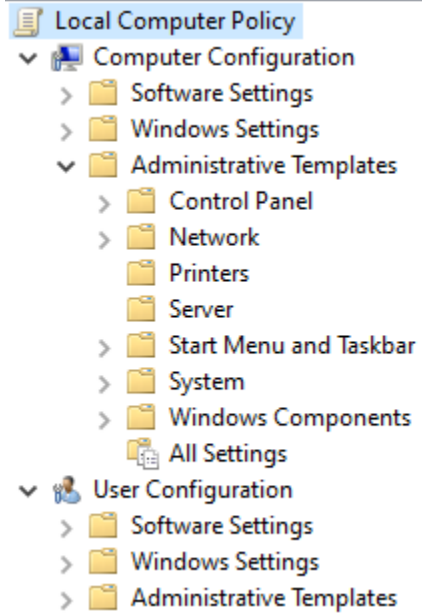 Local Computer Policy
Computer Configuration
Software Settings
Windows Settings
Administrative Templates
Control Panel
Network
Printers
Server
Start Menu and Taskbar
System
Windows Components
All Settings
User Configuration
Software Settings
Windows Settings
Administrative Templates